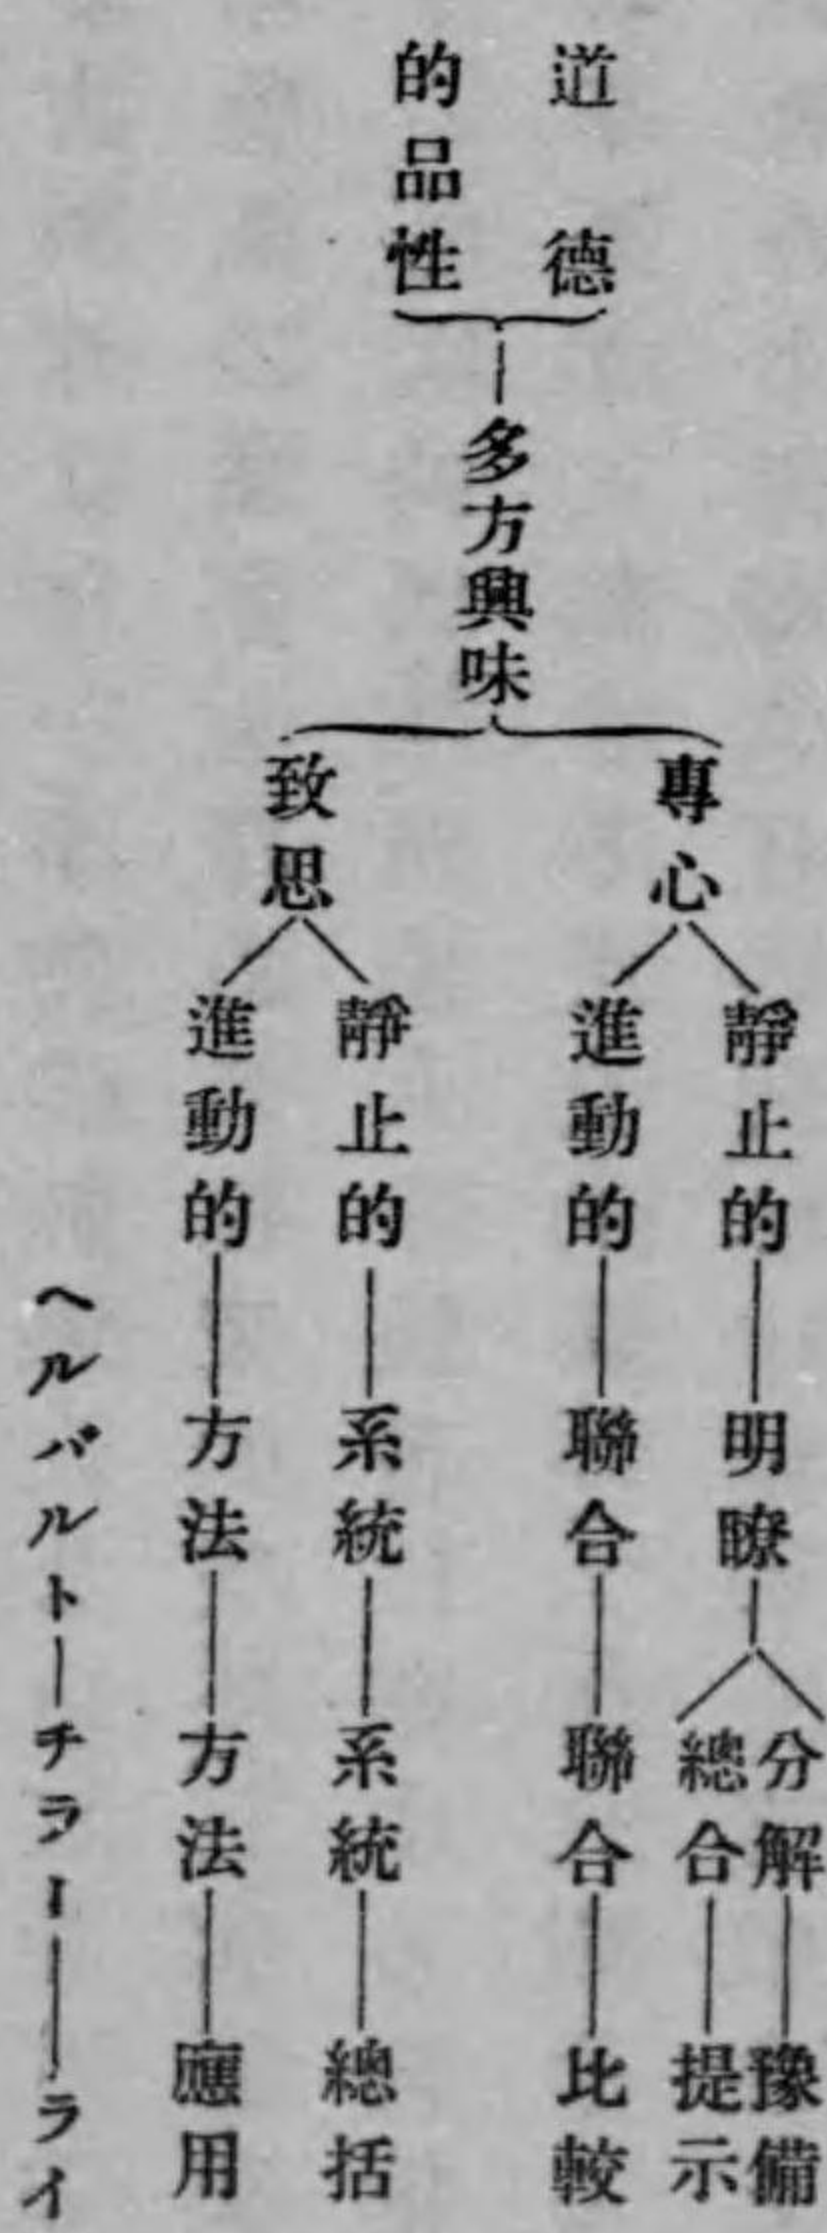 道德
的品性
多方興味
專心
致思
靜止的
進動的
靜止的
進動的
明瞭
聯合
系統
方法
分解
總合
聯合
系統
方法
豫備
提示
比較
總括
應用
ヘルバルト―チラー―ライ